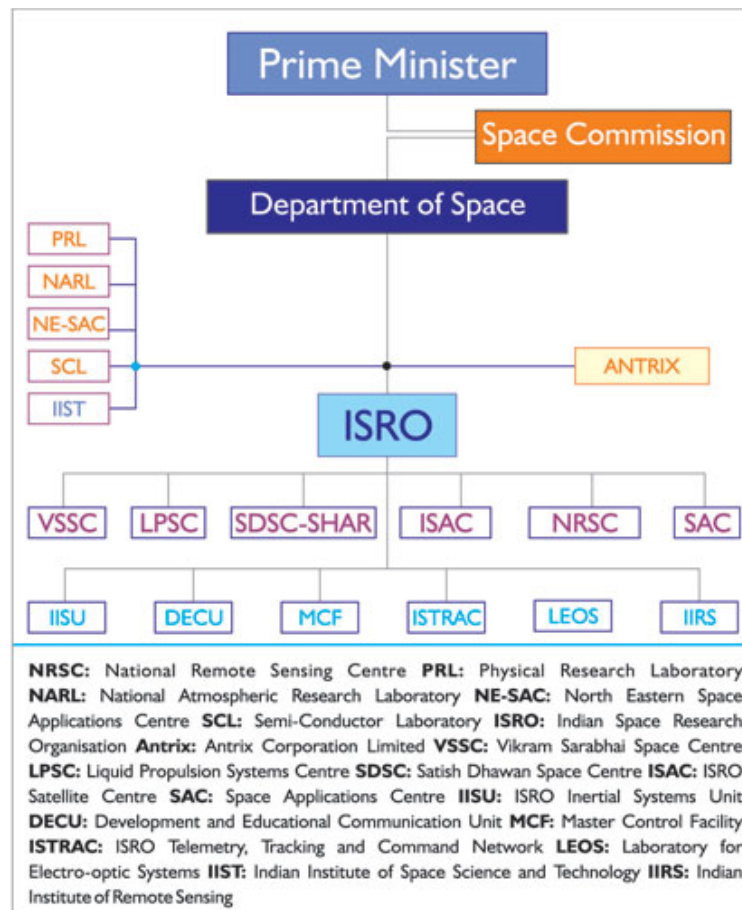 Prime Minister
Space Commission
Department of Space
PRL
NARL
NE-SAC
SCL
IIST
ANTRIX
ISRO
VSSC LPSC SDSC-SHAR ISAC NRSC SAC
IISU DECU MCF ISTRAC LEOS IIRS
NRSC: National Remote Sensing Centre PRL: Physical Research Laboratory
NARL: National Atmospheric Research Laboratory NE-SAC: North Eastern Space
Applications Centre SCL: Semi-Conductor Laboratory ISRO: Indian Space Research
Organisation Antrix: Antrix Corporation Limited VSSC: Vikram Sarabhai Space Centre
LPSC: Liquid Propulsion Systems Centre SDSC: Satish Dhawan Space Centre ISAC: ISRO
Satellite Centre SAC: Space Applications Centre IISU: ISRO Inertial Systems Unit
DECU: Development and Educational Communication Unit MCF: Master Control Facility
ISTRAC: ISRO Telemetry, Tracking and Command Network LEOS: Laboratory for
Electro-optic Systems IIST: Indian Institute of Space Science and Technology IIRS: Indian
Institute of Remote Sensing